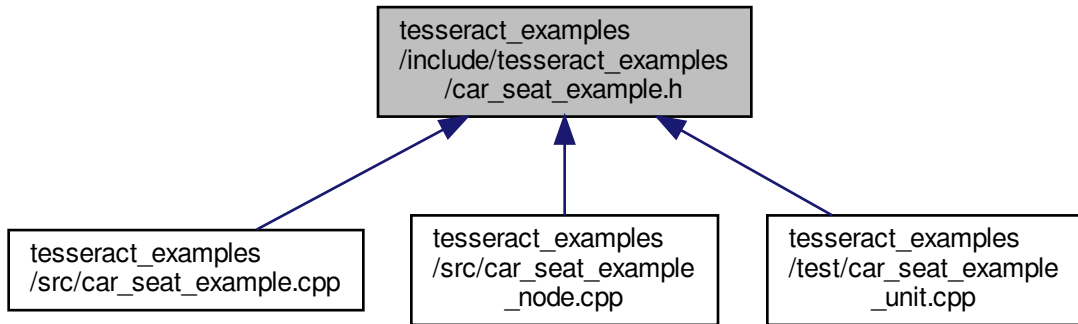 tesseract_examples
/include/tesseract_examples
/car_seat_example.h
tesseract_examples
/src/car_seat_example.cpp
tesseract_examples
/src/car_seat_example
_node.cpp
tesseract_examples
/test/car_seat_example
_unit.cpp